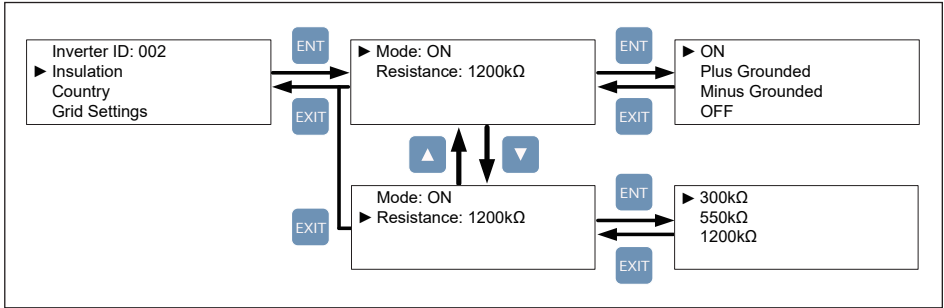 Inverter ID: 002
► Insulation
Country
Grid Settings
ENT
EXIT
► Mode: ON
Resistance: 1200kΩ
ENT
EXIT
► ON
Plus Grounded
Minus Grounded
OFF
▲
▼
EXIT
Mode: ON
► Resistance: 1200kΩ
ENT
EXIT
► 300kΩ
550kΩ
1200kΩ